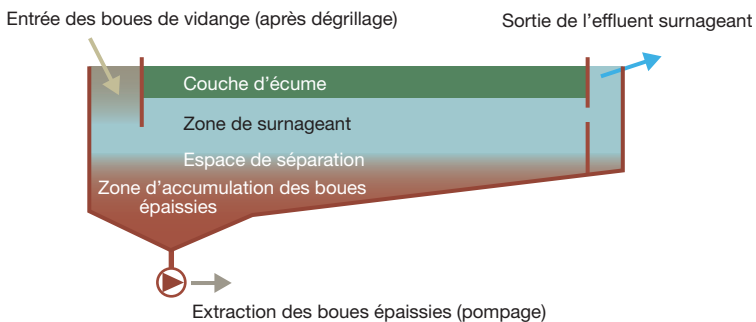 Entrée des boues de vidange (après dégrillage)
Sortie de l’effluent surnageant
Couche d’écume
Zone de surnageant
Espace de séparation
Zone d’accumulation des boues
épaissies
Extraction des boues épaissies (pompage)